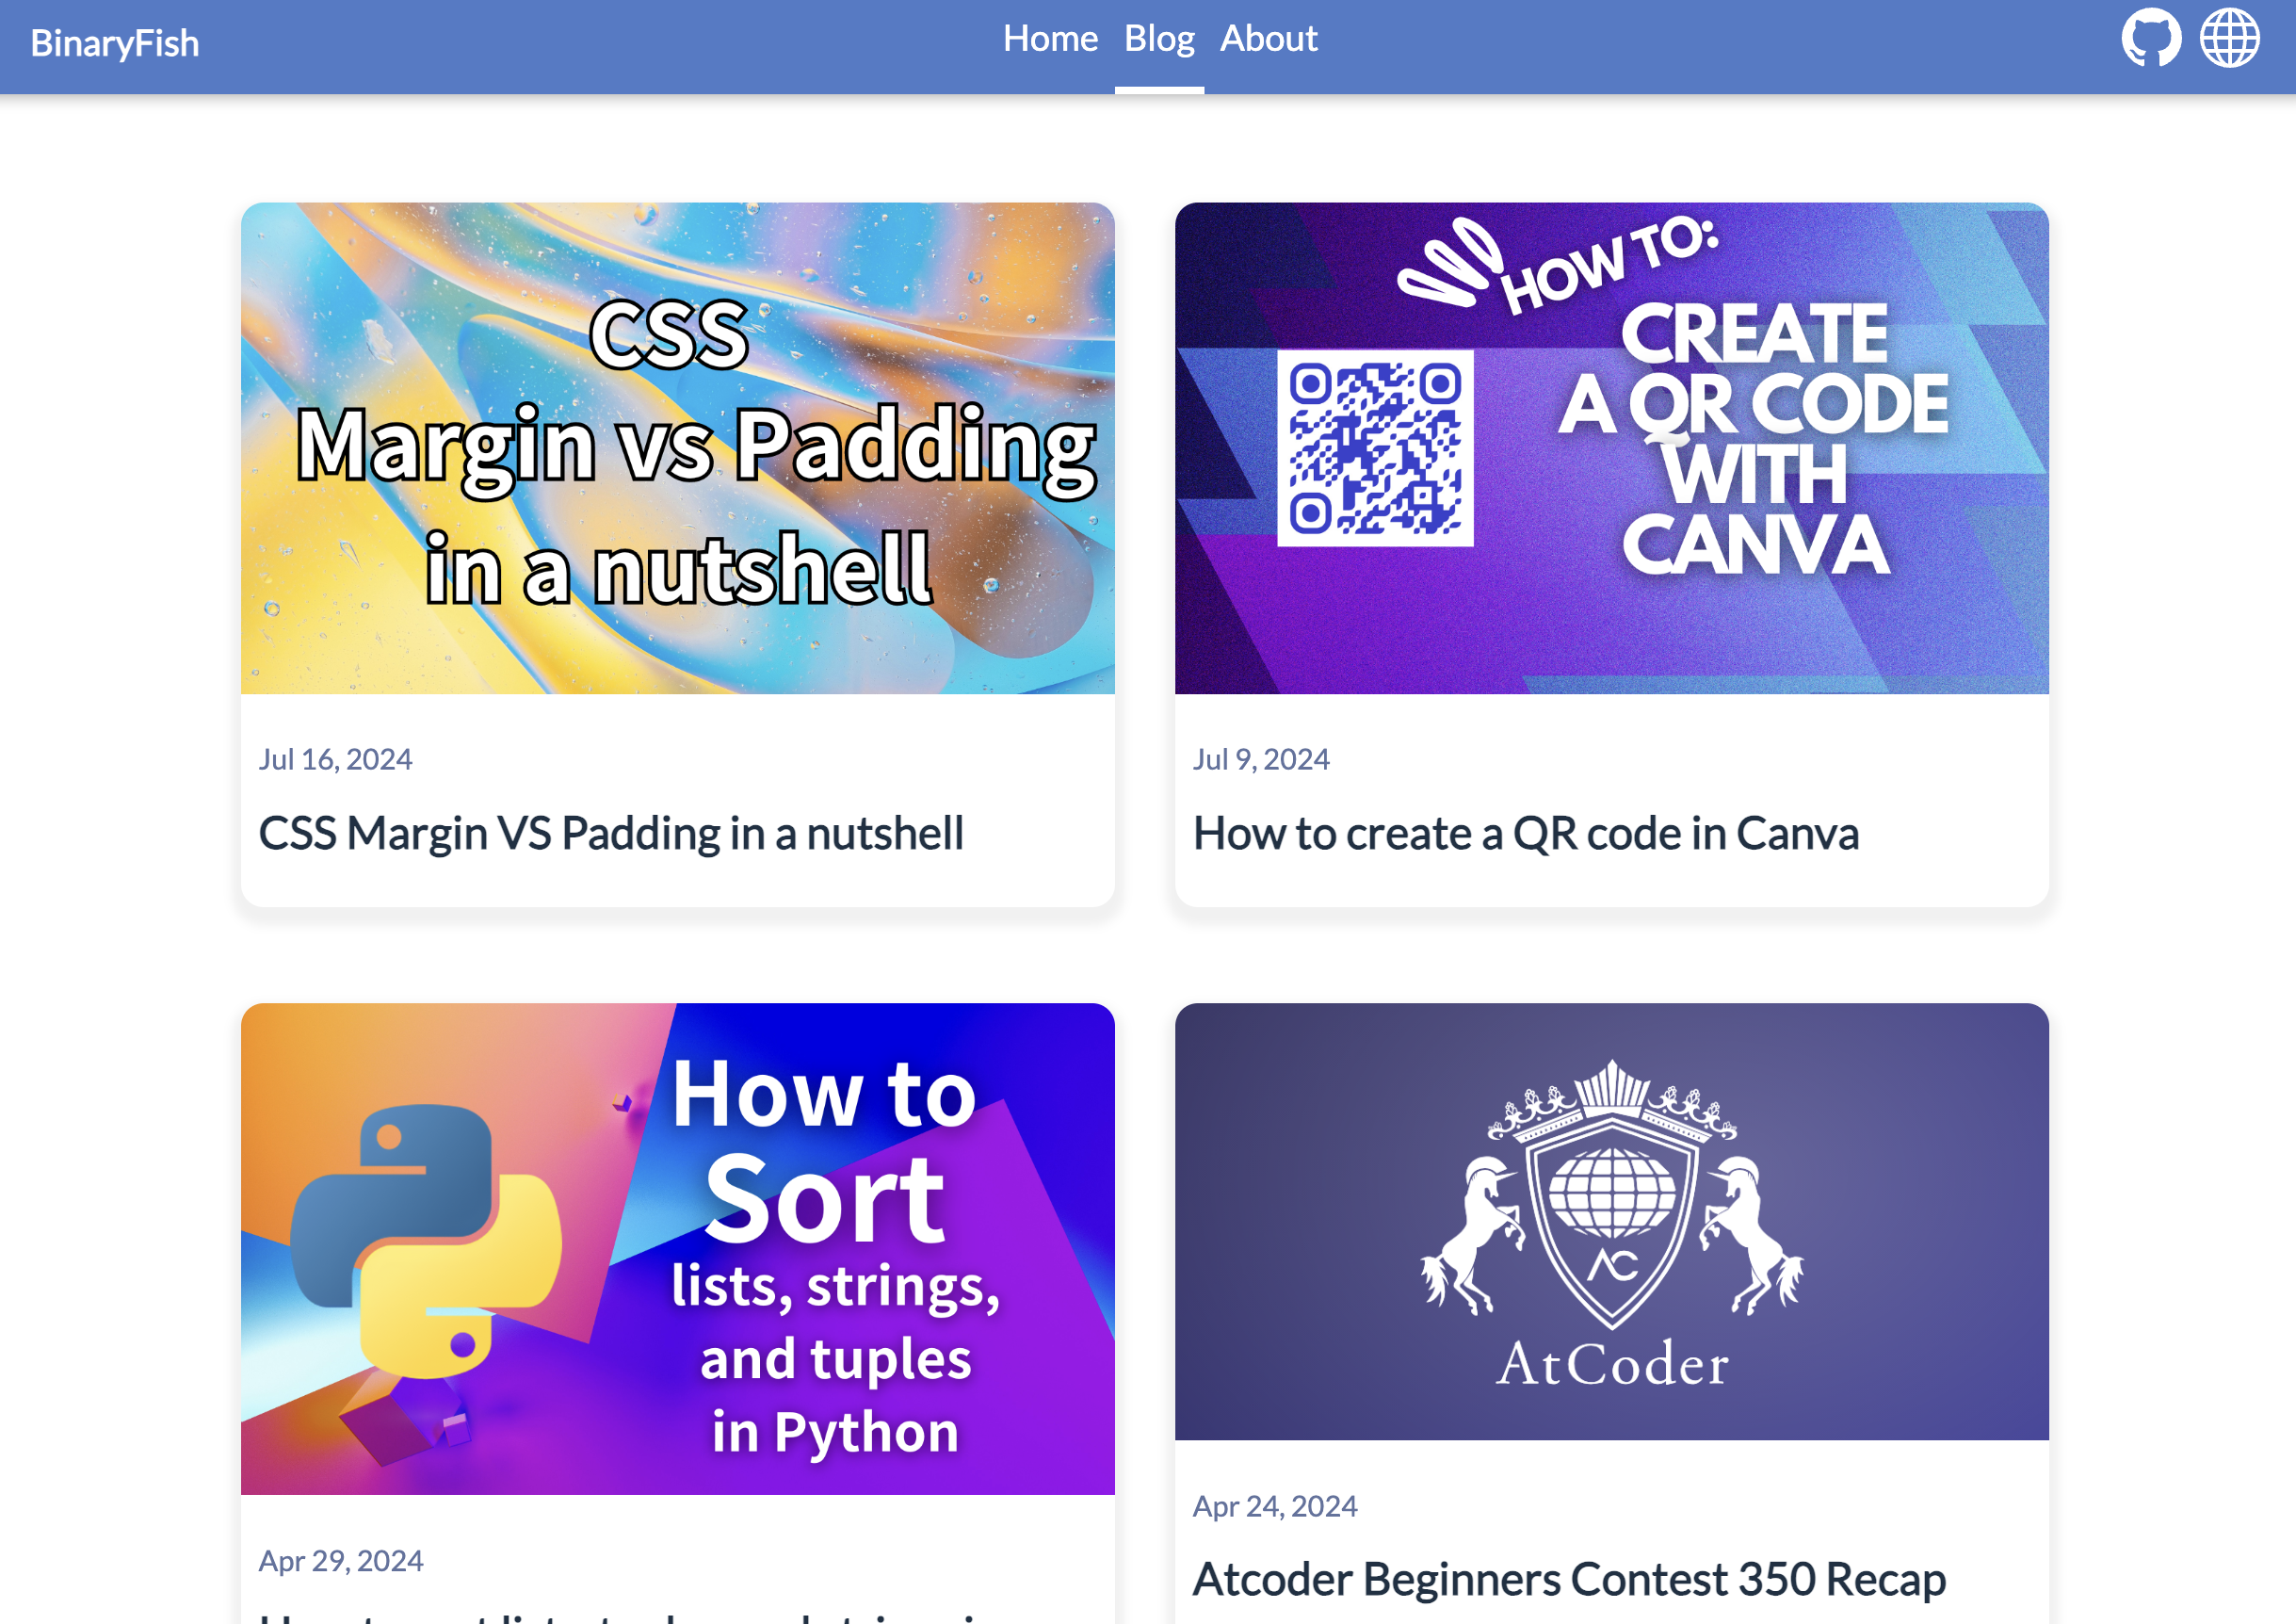 BinaryFish
Home Blog About
CSS
Margin vs Padding
in a nutshell
Jul 16, 2024
CSS Margin VS Padding in a nutshell
HOW TO:
CREATE
A QR CODE
WITH
CANVA
Jul 9, 2024
How to create a QR code in Canva
How to
Sort
lists, strings,
and tuples
in Python
Apr 29, 2024
AC
AtCoder
Apr 24, 2024
Atcoder Beginners Contest 350 Recap